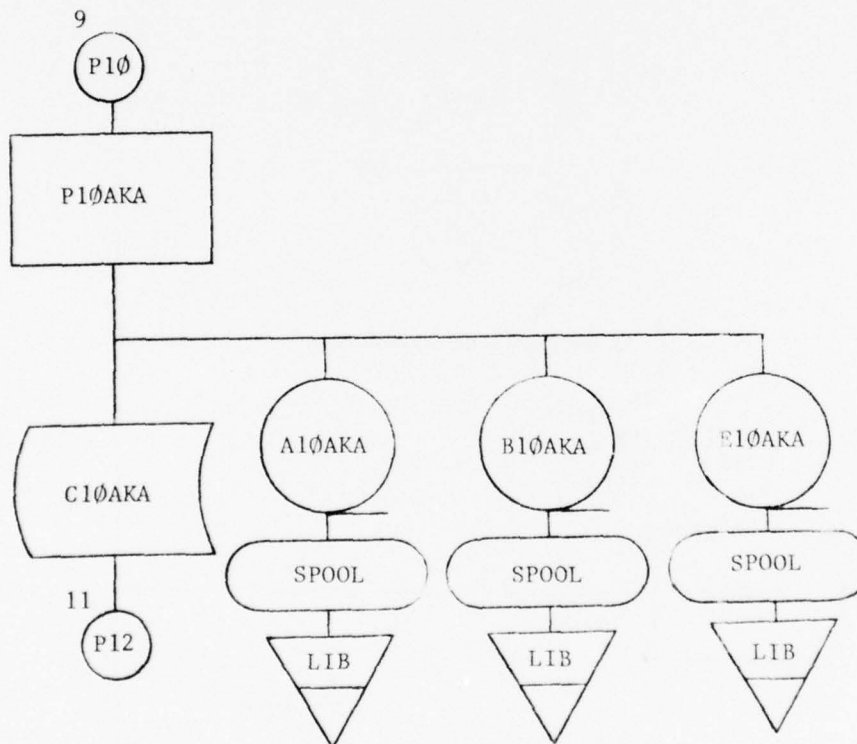 9
P1Ø
P1ØAKA
A1ØAKA
B1ØAKA
E1ØAKA
C1ØAKA
SPOOL
SPOOL
SPOOL
11
P12
LIB
LIB
LIB